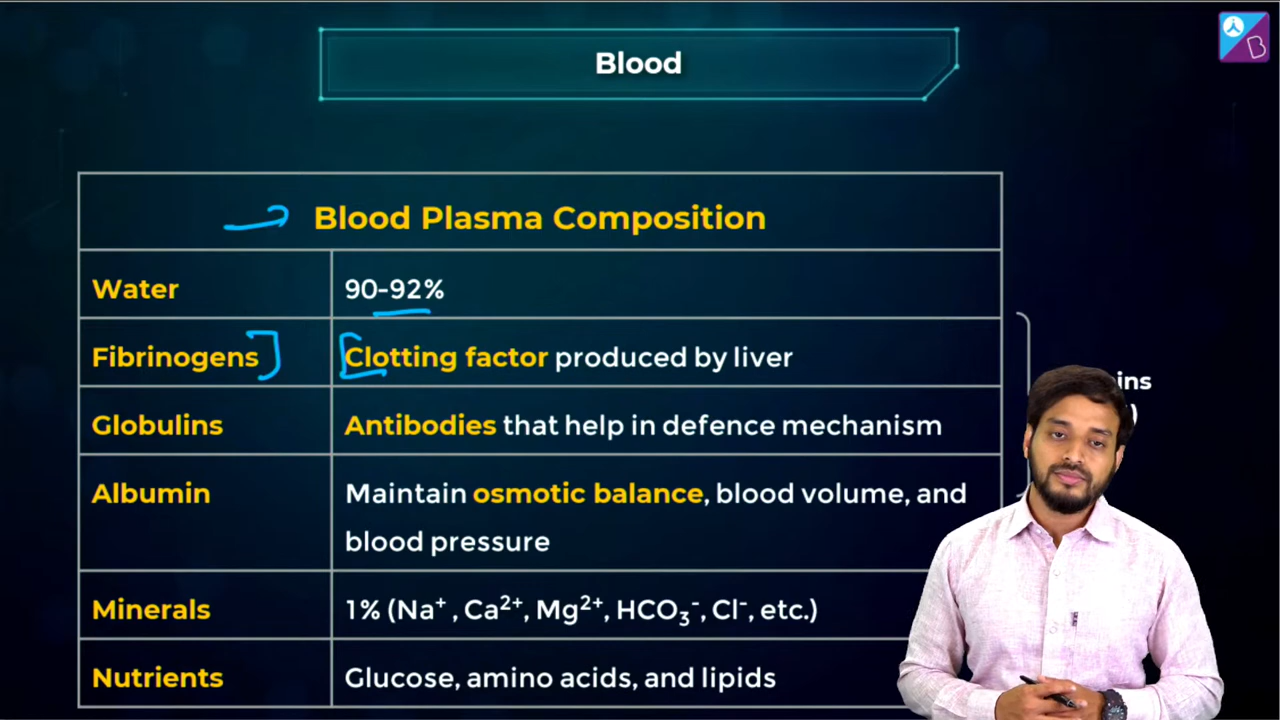 Blood
Blood Plasma Composition
Water 90-92%
Fibrinogens Clotting factor produced by liver
Globulins Antibodies that help in defence mechanism
Albumin Maintain osmotic balance, blood volume, and
blood pressure
Minerals 1% (Na⁺, Ca²⁺, Mg²⁺, HCO₃⁻, Cl⁻, etc.)
Nutrients Glucose, amino acids, and lipids